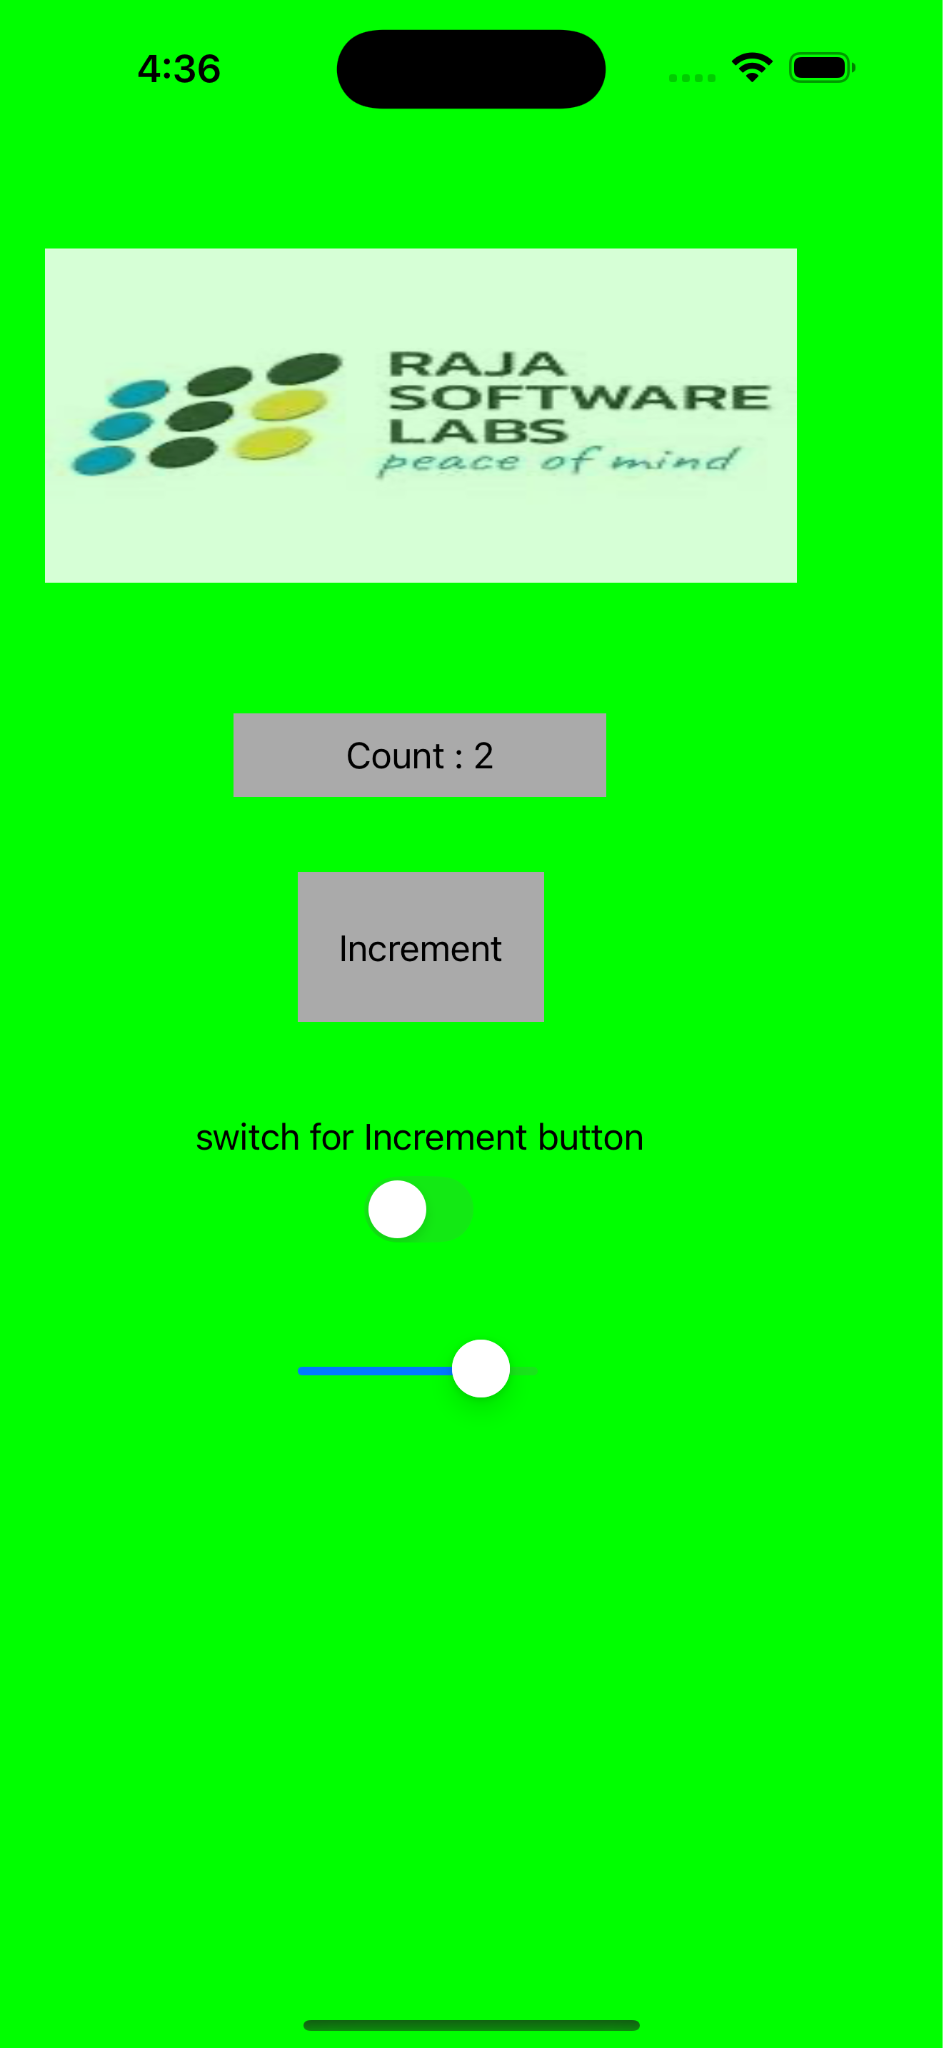 4:36
RAJA
SOFTWARE
LABS
peace of mind
Count : 2
Increment
switch for Increment button